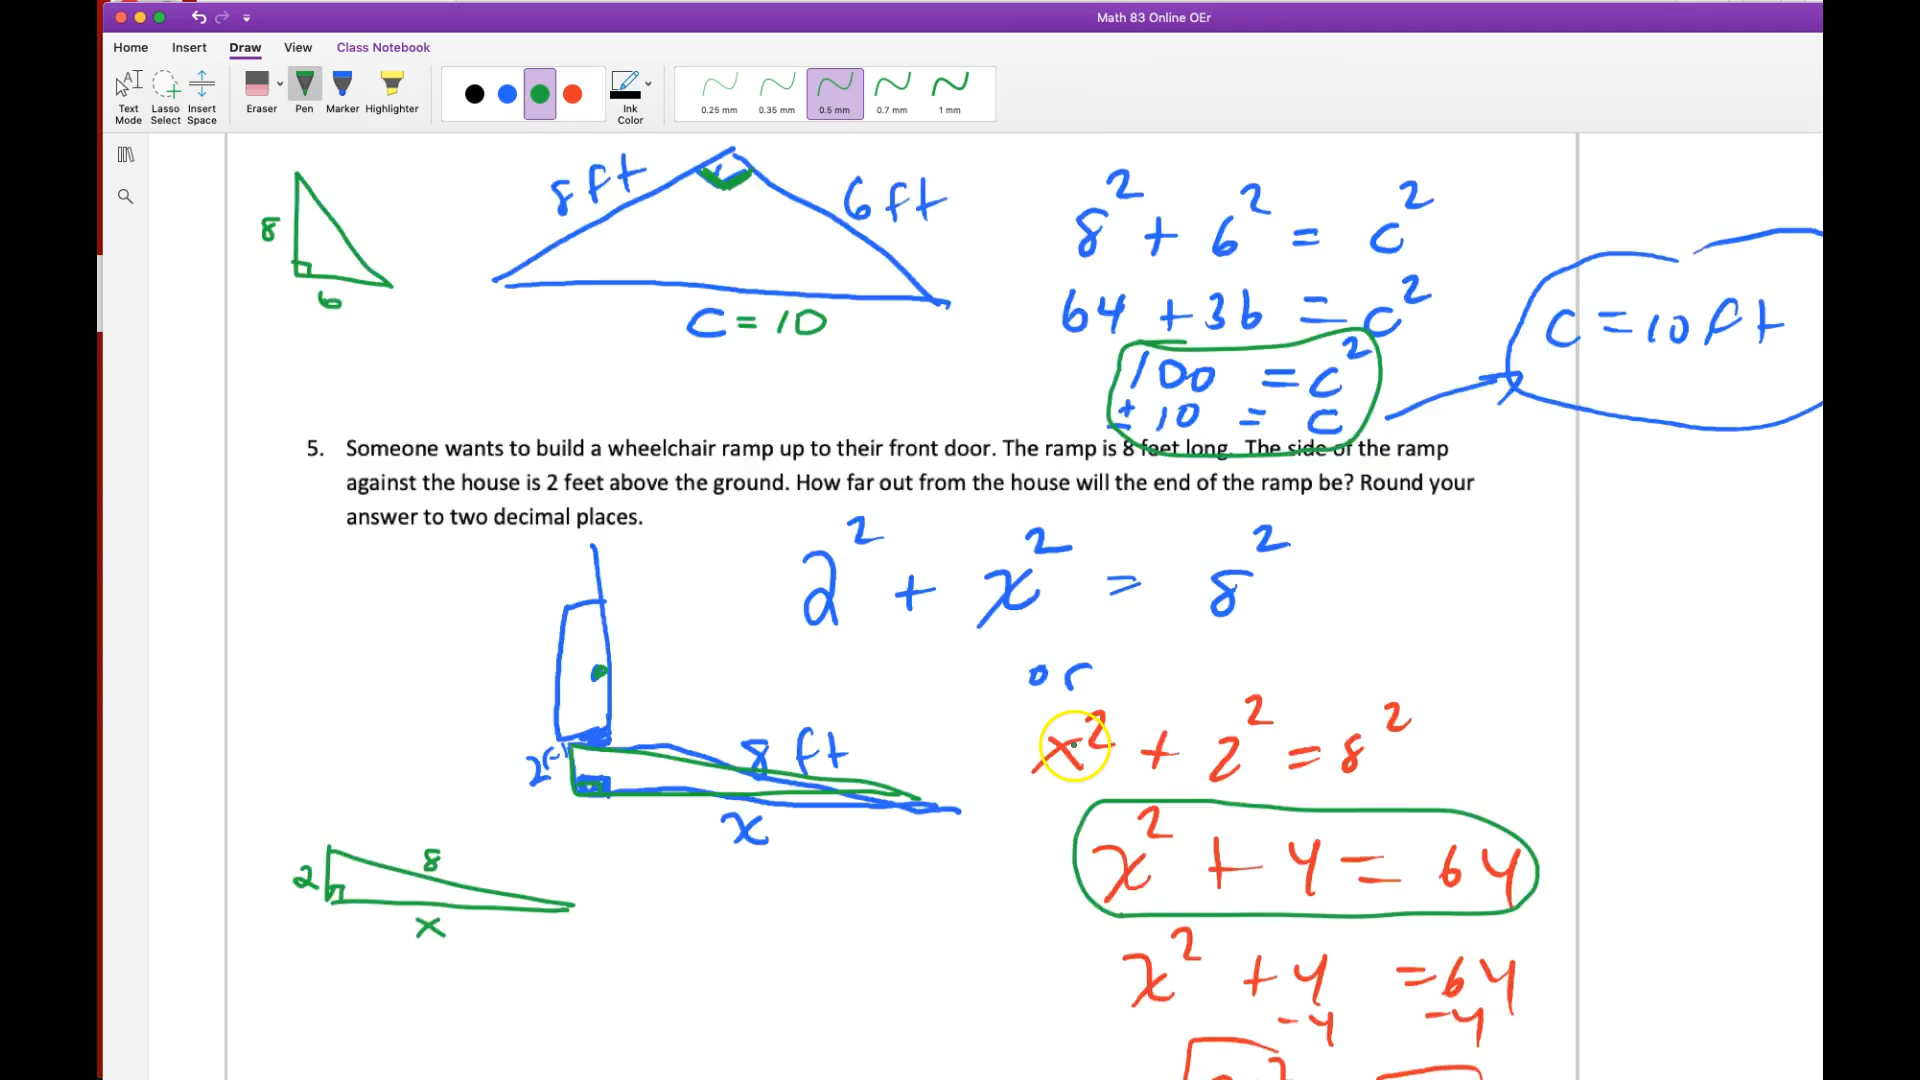 Math 83 Online OEr
Home Insert Draw View Class Notebook
Text Mode Lasso Select Insert Space Eraser Pen Marker Highlighter Ink Color 0.25 mm 0.35 mm 0.5 mm 0.7 mm 1 mm
8
6
8 ft
6 ft
C = 10
8² + 6² = c²
64 + 36 = c²
100 = c²
± 10 = c
C = 10 ft
5. Someone wants to build a wheelchair ramp up to their front door. The ramp is 8 feet long. The side of the ramp
against the house is 2 feet above the ground. How far out from the house will the end of the ramp be? Round your
answer to two decimal places.
2² + x² = 8²
or
x² + 2² = 8²
8 ft
x
2
8
x
x² + 4 = 64
x² + 4 = 64
-4 -4